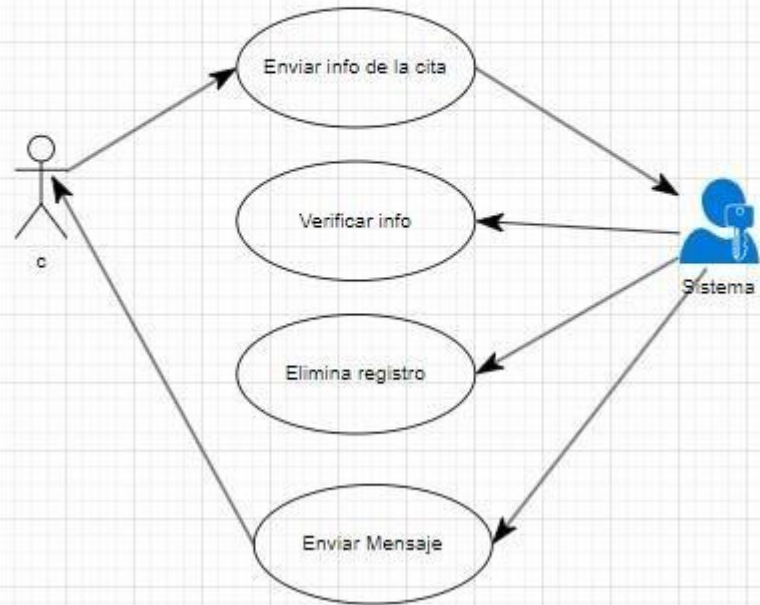 Enviar info de la cita
Verificar info
c
Sistema
Elimina registro
Enviar Mensaje